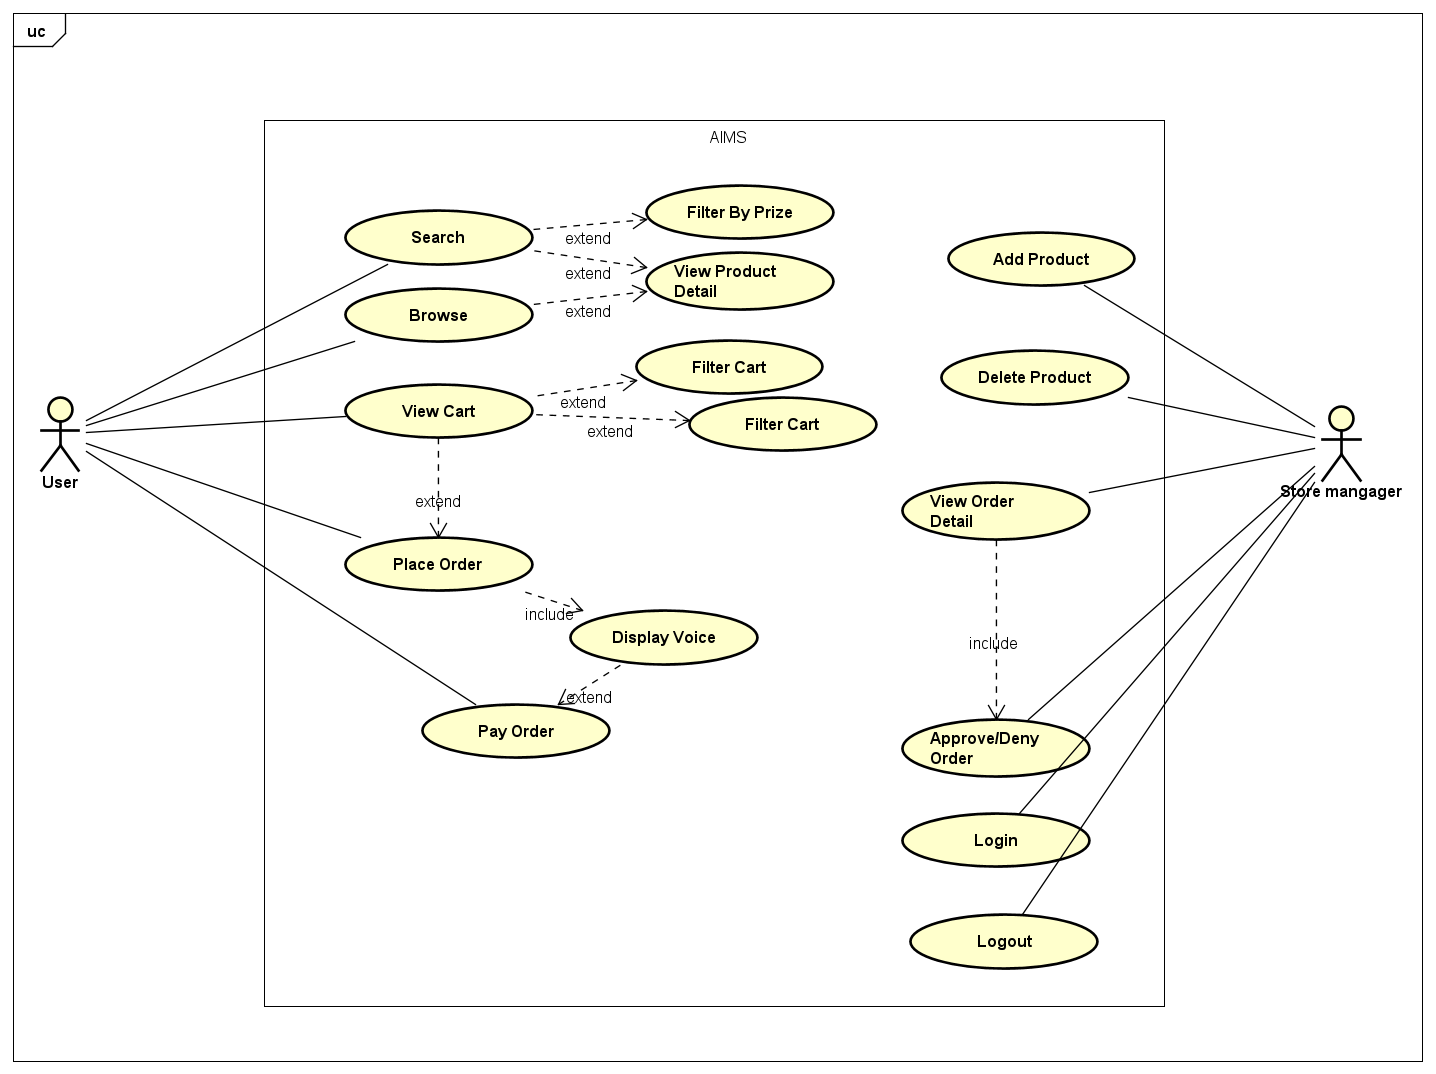 uc
AIMS
Search
extend
Filter By Prize
extend
View Product
Detail
Browse
extend
View Cart
extend
Filter Cart
extend
Filter Cart
extend
Place Order
include
Display Voice
extend
Pay Order
User
Add Product
Delete Product
View Order
Detail
include
Approve/Deny
Order
Login
Logout
Store mangager